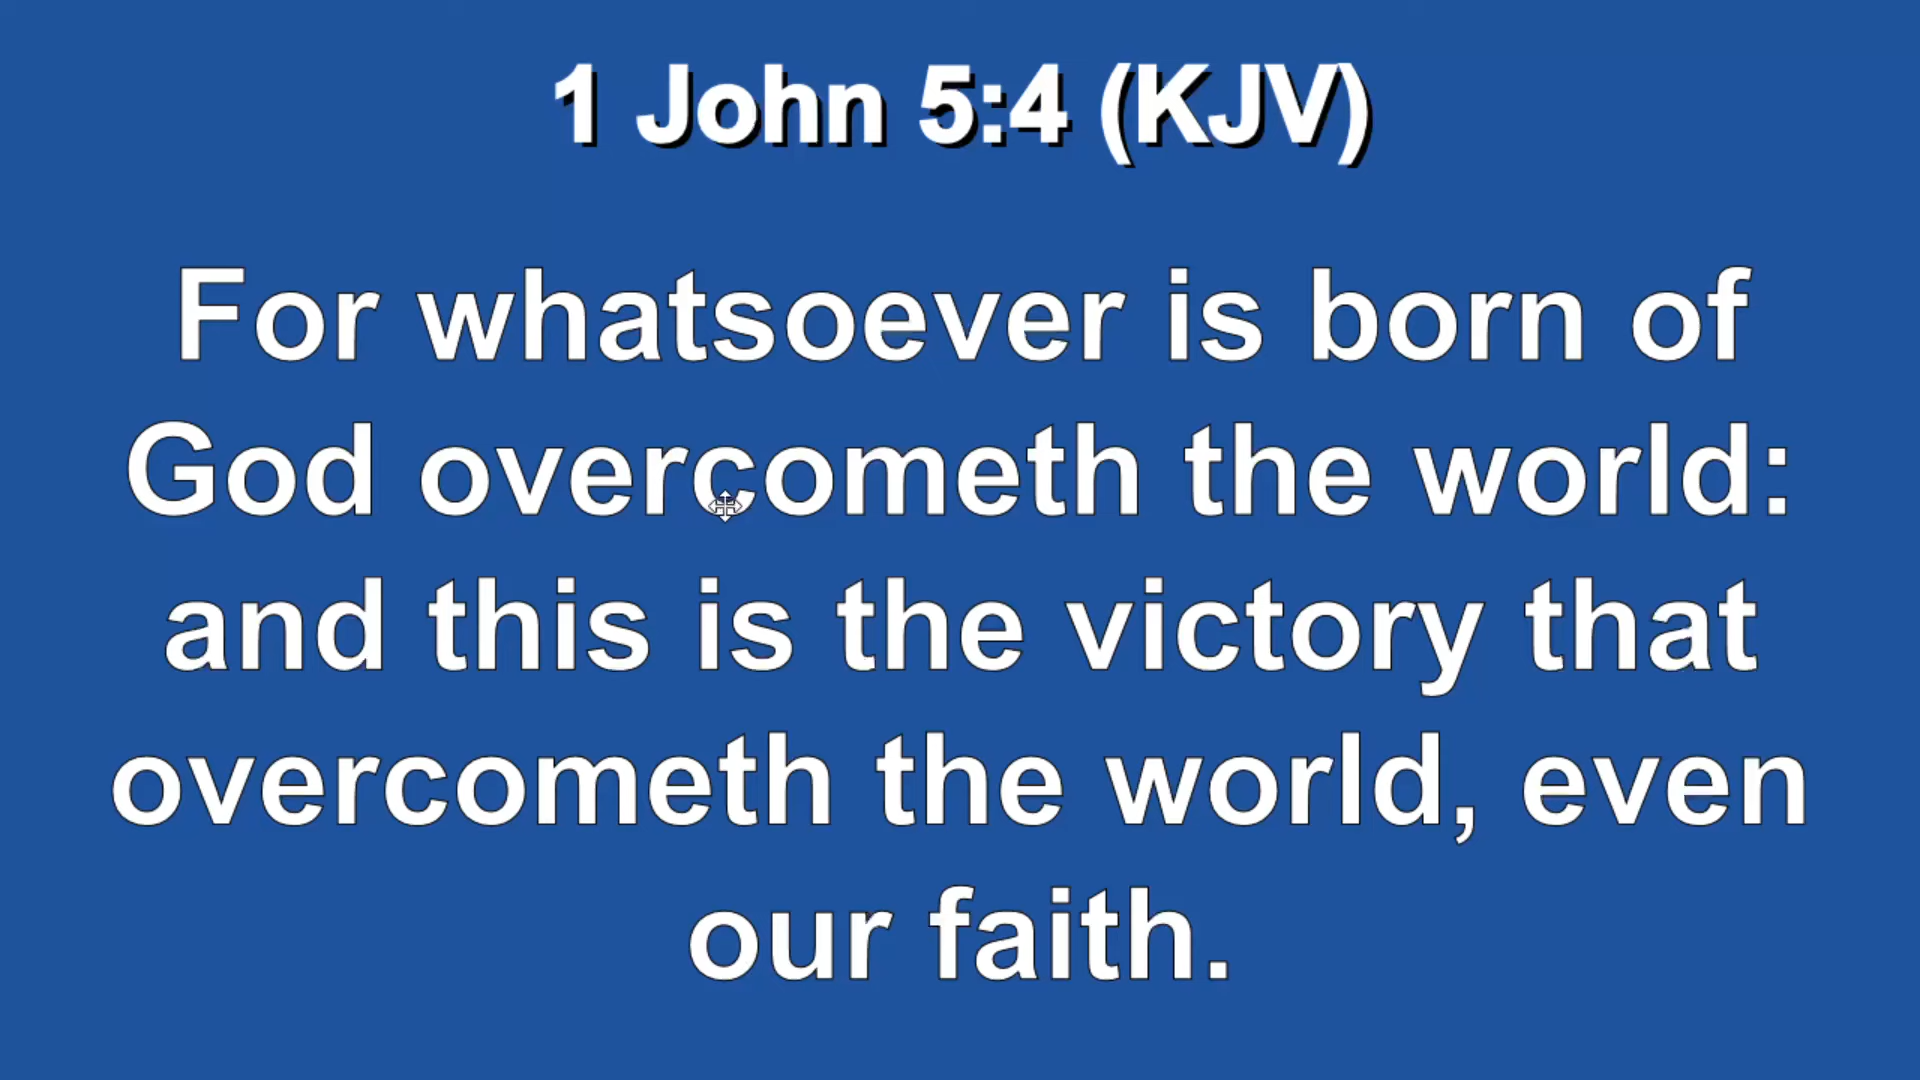 1 John 5:4 (KJV)
For whatsoever is born of
God overcometh the world:
and this is the victory that
overcometh the world, even
our faith.